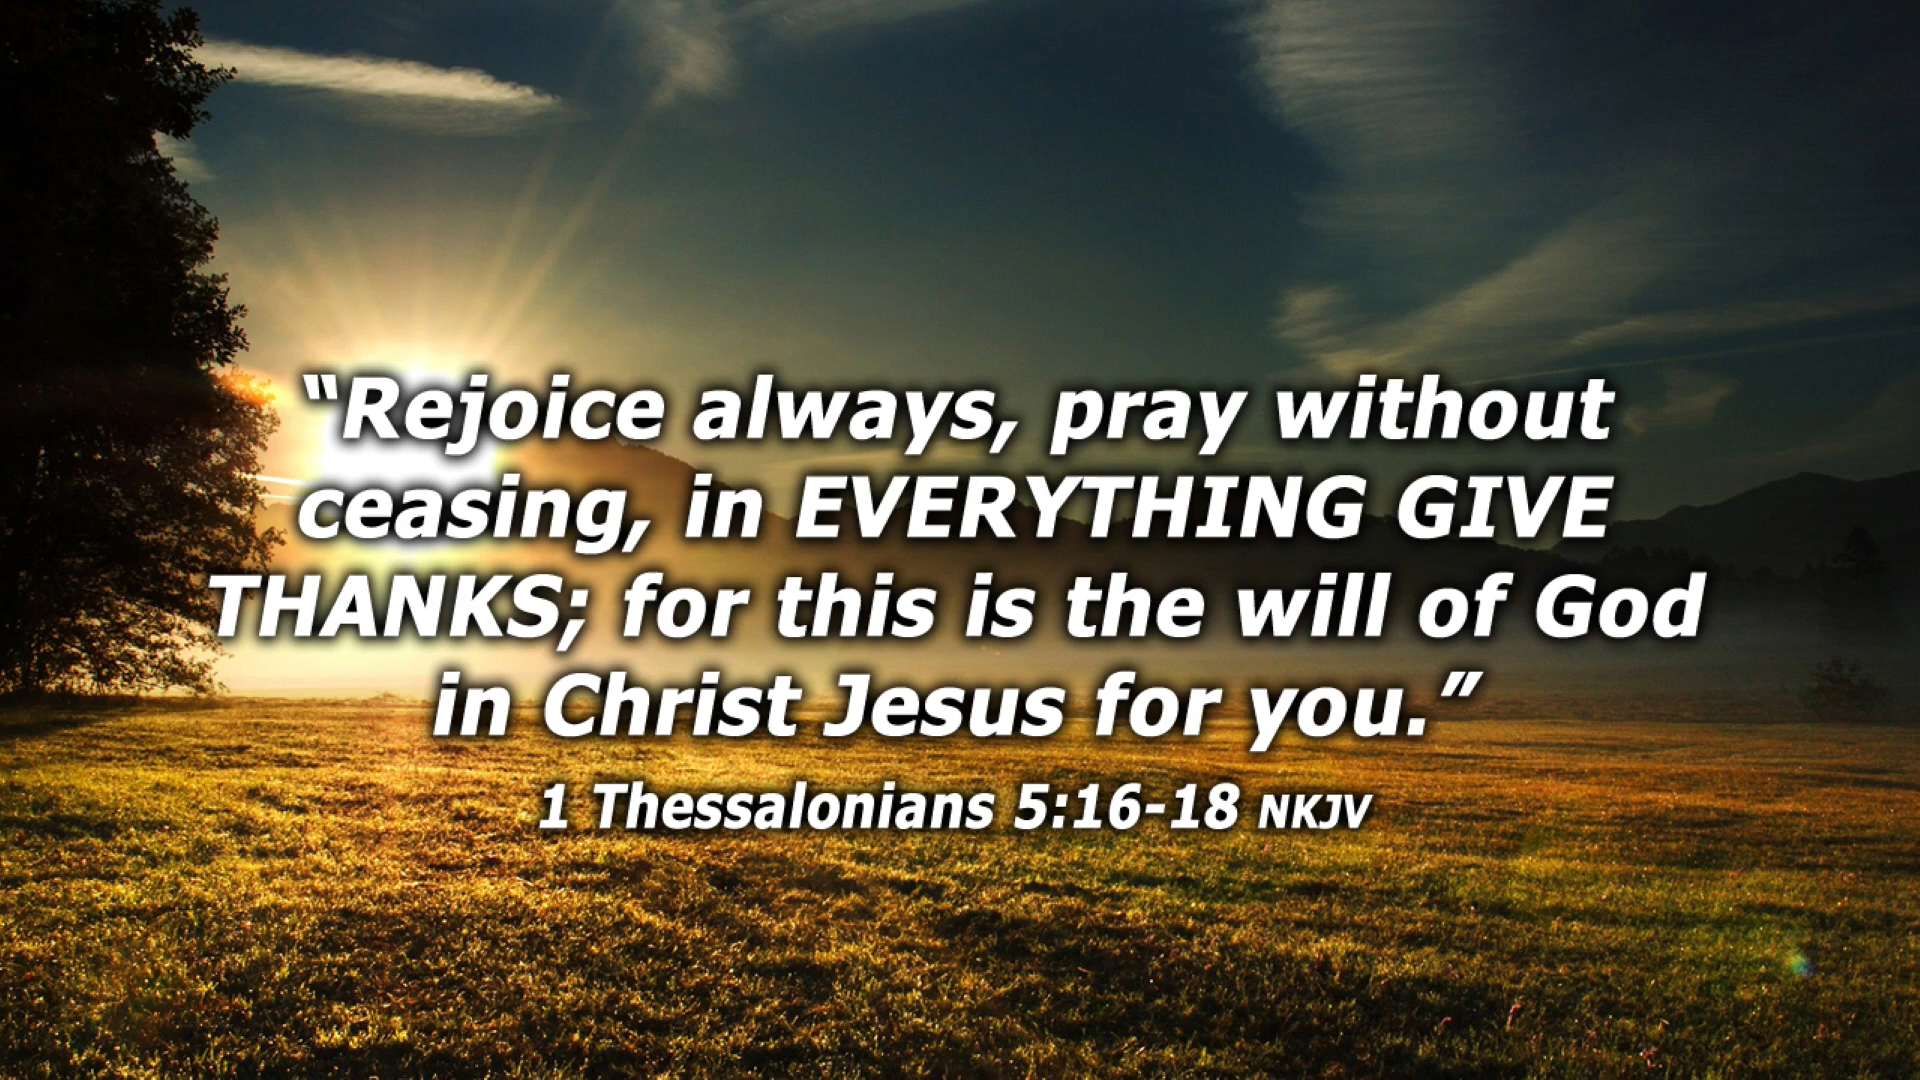 “Rejoice always, pray without
ceasing, in EVERYTHING GIVE
THANKS; for this is the will of God
in Christ Jesus for you.”
1 Thessalonians 5:16-18 NKJV